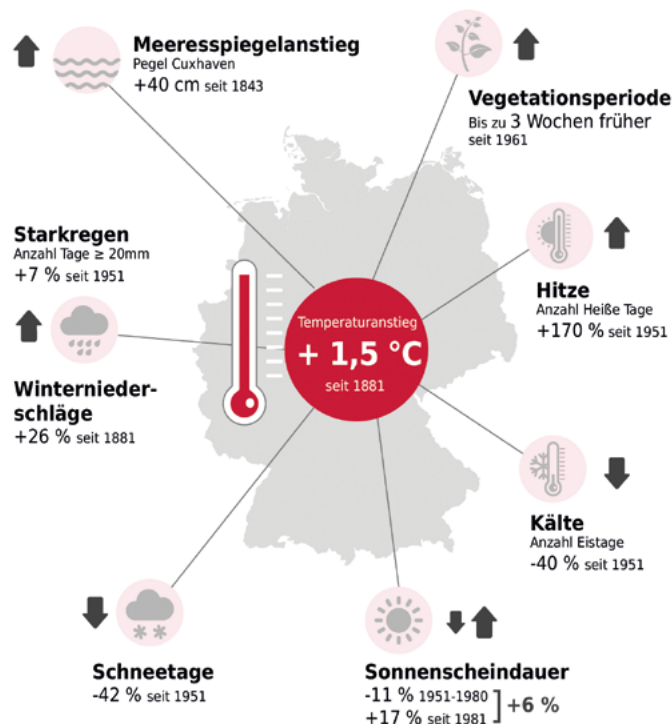 Meeresspiegelanstieg
Pegel Cuxhaven
+40 cm seit 1843
Vegetationsperiode
Bis zu 3 Wochen früher
seit 1961
Starkregen
Anzahl Tage ≥ 20mm
+7 % seit 1951
Winternieder-
schläge
+26 % seit 1881
Temperaturanstieg
+ 1,5 °C
seit 1881
Hitze
Anzahl Heiße Tage
+170 % seit 1951
Kälte
Anzahl Eistage
-40 % seit 1951
Schneetage
-42 % seit 1951
Sonnenscheindauer
-11 % 1951-1980
+17 % seit 1981
+6 %